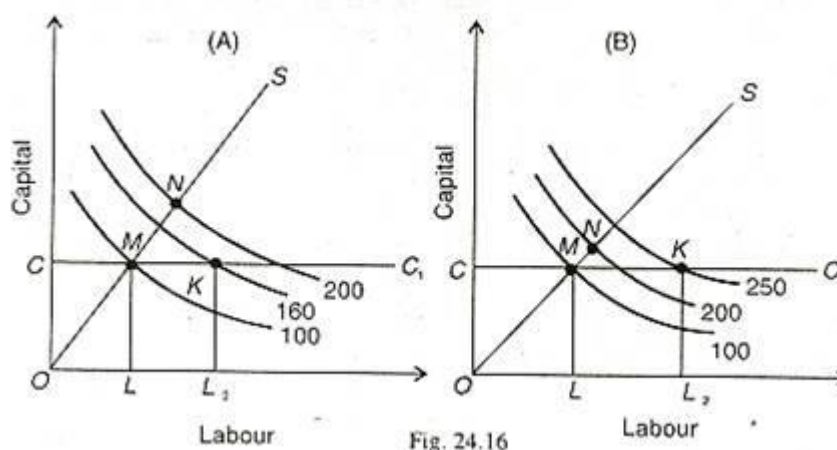 (A)
S
Capital
N
M
C
C₁
K
200
160
100
O
L
L₂
Labour
(B)
S
Capital
N
M
K
C
C
250
200
100
O
L
L₂
Labour
Fig. 24.16